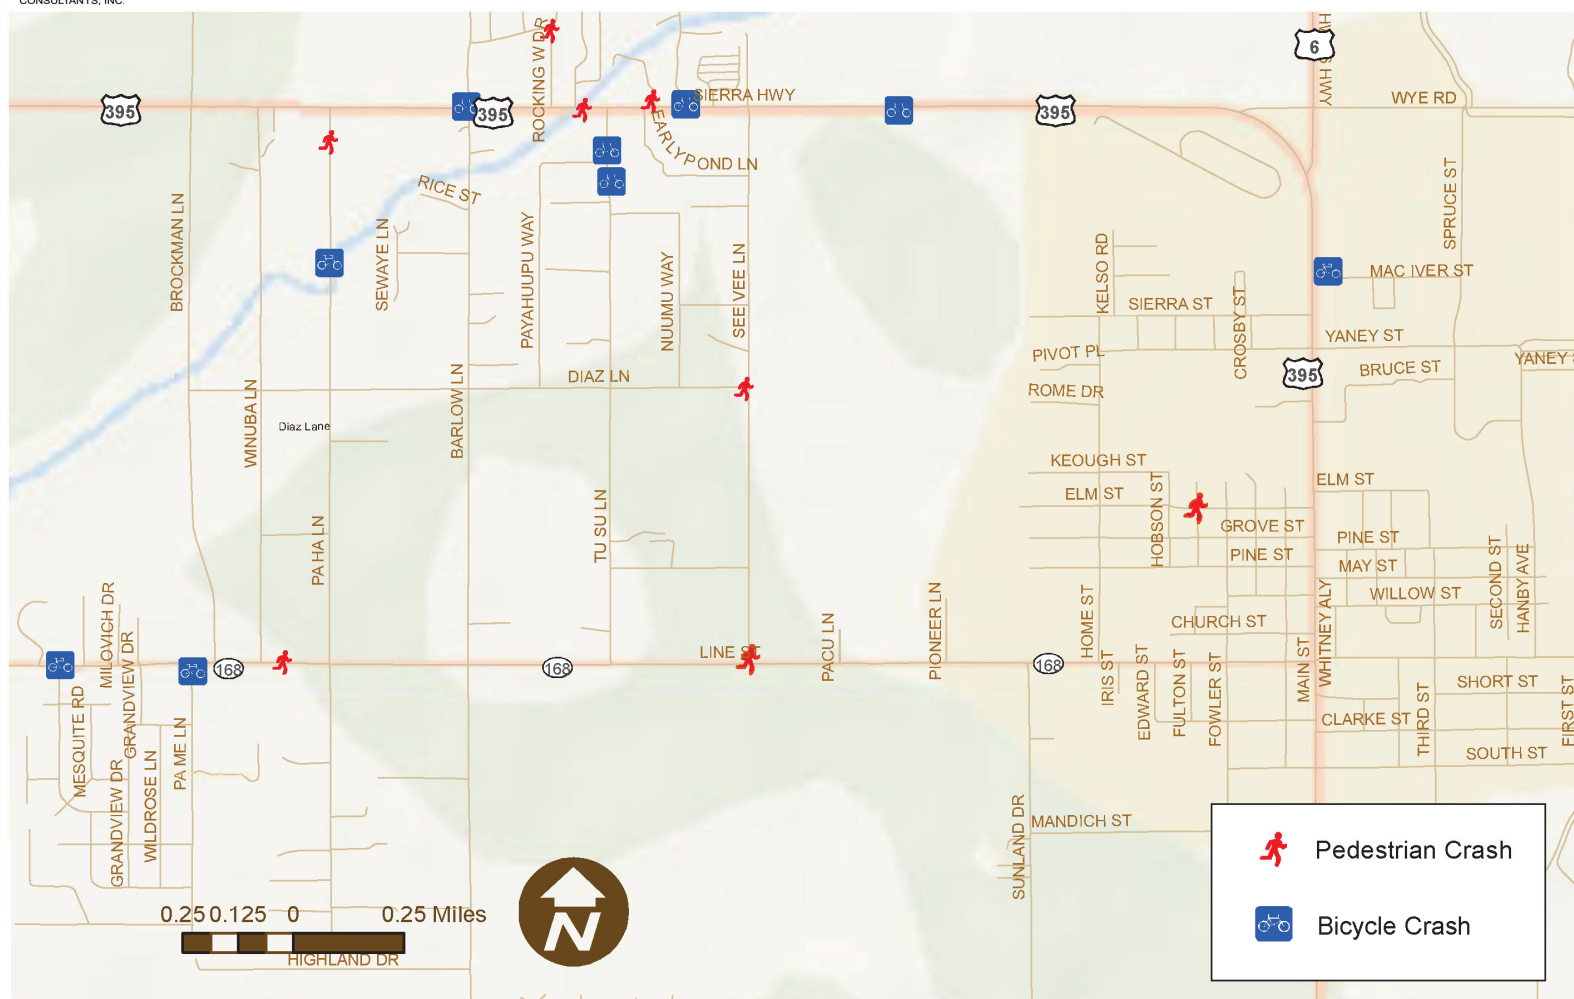 CONSULTANTS, INC.
ROCKING W DR
6
HWY
395
395
SIERRA HWY
395
WYE RD
EARLYPOND LN
RICE ST
BROCKMAN LN
SEWAYE LN
PAYAHUUPU WAY
NUUMU WAY
SEE VEE LN
KELSO RD
SPRUCE ST
MAC IVER ST
SIERRA ST
CROSBY ST
YANEY ST
PIVOT PL
YANEY
395
BRUCE ST
DIAZ LN
ROME DR
WINUBA LN
BARLOW LN
Diaz Lane
KEOUGH ST
ELM ST
ELM ST
HOBSON ST
TU SU LN
GROVE ST
PINE ST
PINE ST
PA HA LN
MAY ST
SECOND ST
HANBY AVE
WILLOW ST
MILOVICH DR
GRANDVIEW DR
PACU LN
PIONEER LN
HOME ST
CHURCH ST
WHITNEY ALY
168
168
LINE ST
168
IRIS ST
EDWARD ST
FULTON ST
FOWLER ST
MAIN ST
SHORT ST
THIRD ST
FIRST ST
CLARKE ST
SOUTH ST
MESQUITE RD
PA ME LN
GRANDVIEW DR
WILDROSE LN
SUNLAND DR
MANDICH ST
Pedestrian Crash
Bicycle Crash
0.25 0.125 0 0.25 Miles
N
HIGHLAND DR